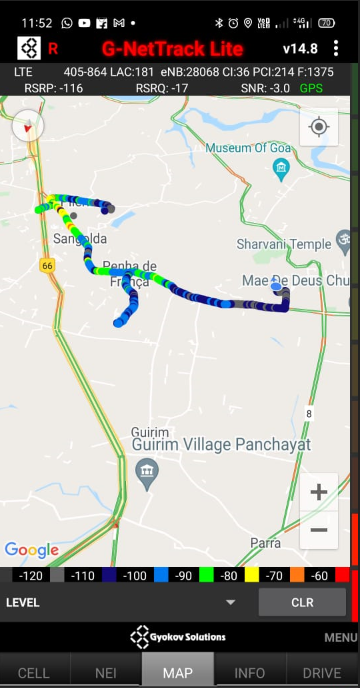 11:52
70
R G-NetTrack Lite v14.8
LTE 405-864 LAC:181 eNB:28068 CI:36 PCI:214 F:1375
RSRP: -116 RSRQ: -17 SNR: -3.0 GPS
Museum Of Goa
Sangolda
Sharvani Temple
66
Penha de
França
Mae De Deus Chu
8
Guirim
Guirim Village Panchayat
+
−
Parra
Google
-120 -110 -100 -90 -80 -70 -60
LEVEL CLR
Gyokov Solutions MENU
CELL NEI MAP INFO DRIVE